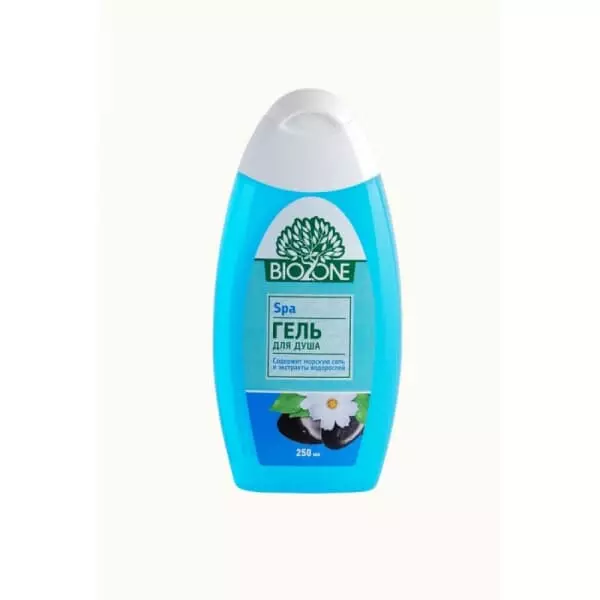 BIOZONE
Spa
ГЕЛЬ
ДЛЯ ДУША
Содержит морскую соль
и экстракты водорослей
250 мл